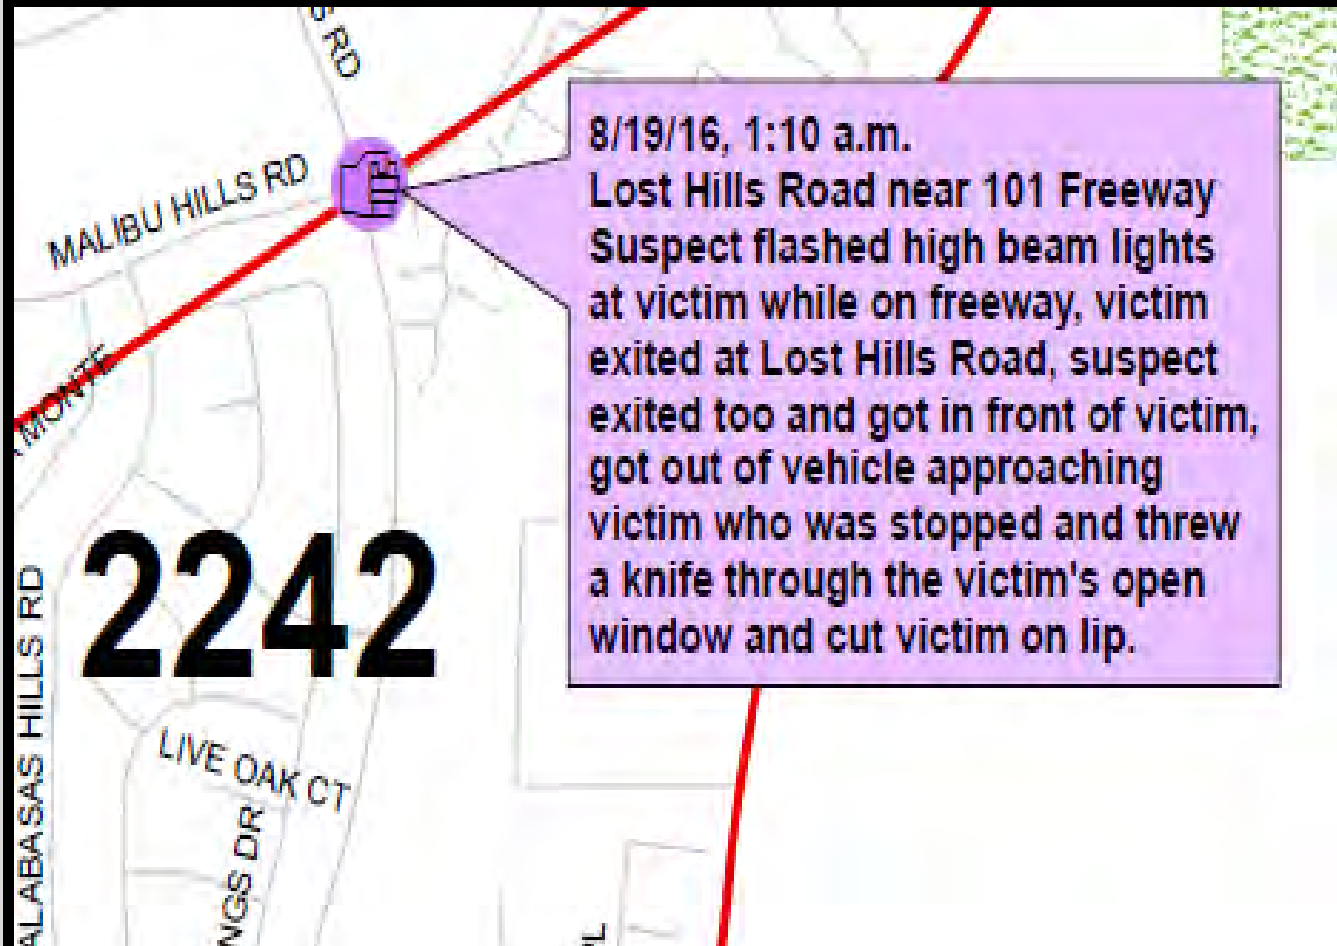 S RD
8/19/16, 1:10 a.m.
Lost Hills Road near 101 Freeway
Suspect flashed high beam lights
at victim while on freeway, victim
exited at Lost Hills Road, suspect
exited too and got in front of victim,
got out of vehicle approaching
victim who was stopped and threw
a knife through the victim's open
window and cut victim on lip.
MALIBU HILLS RD
MONTE
2242
ALABASAS HILLS RD
LIVE OAK CT
NGS DR
PL